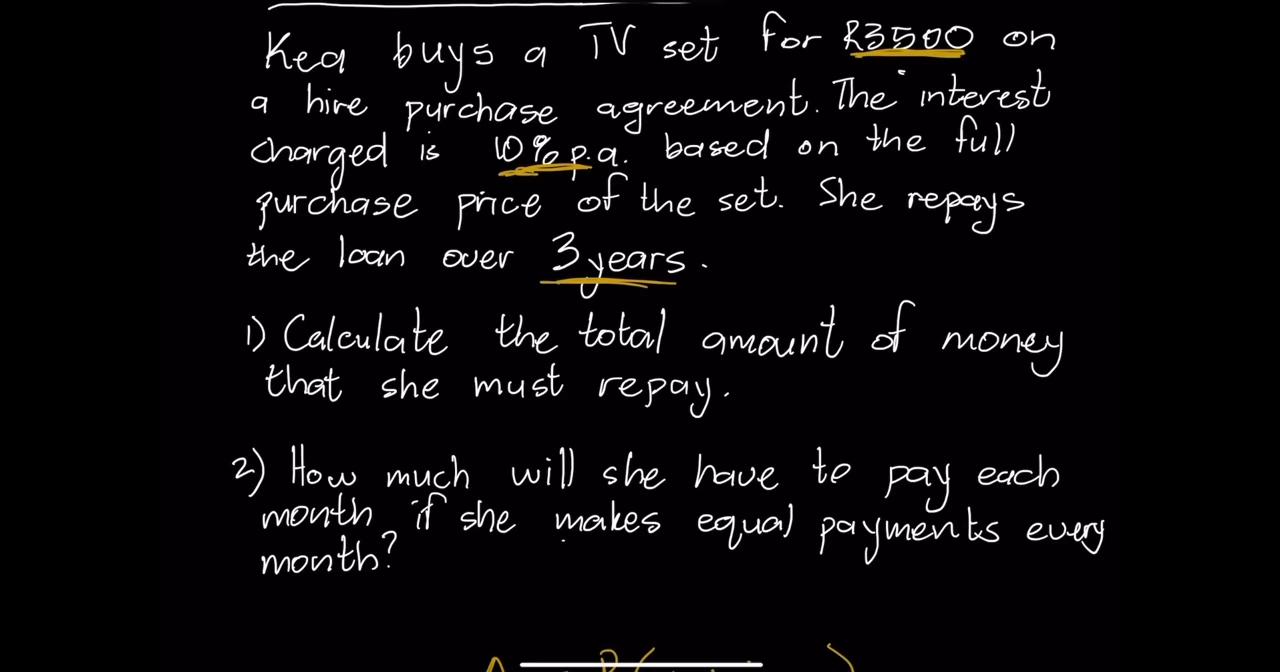 Kea buys a TV set for R3500 on
a hire purchase agreement. The interest
charged is 10% p.a. based on the full
purchase price of the set. She repays
the loan over 3 years.
1) Calculate the total amount of money
that she must repay.
2) How much will she have to pay each
month if she makes equal payments every
month?